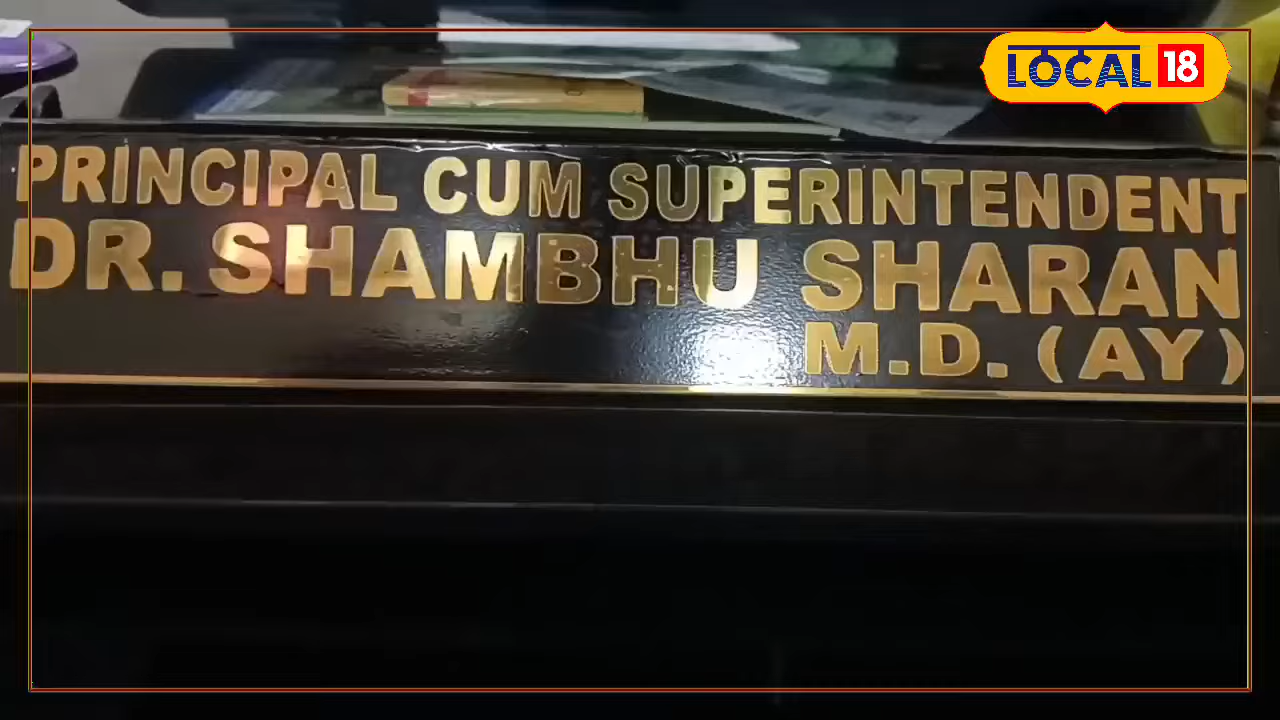 LOCAL 18
PRINCIPAL CUM SUPERINTENDENT
DR. SHAMBHU SHARAN
M.D. (AY)